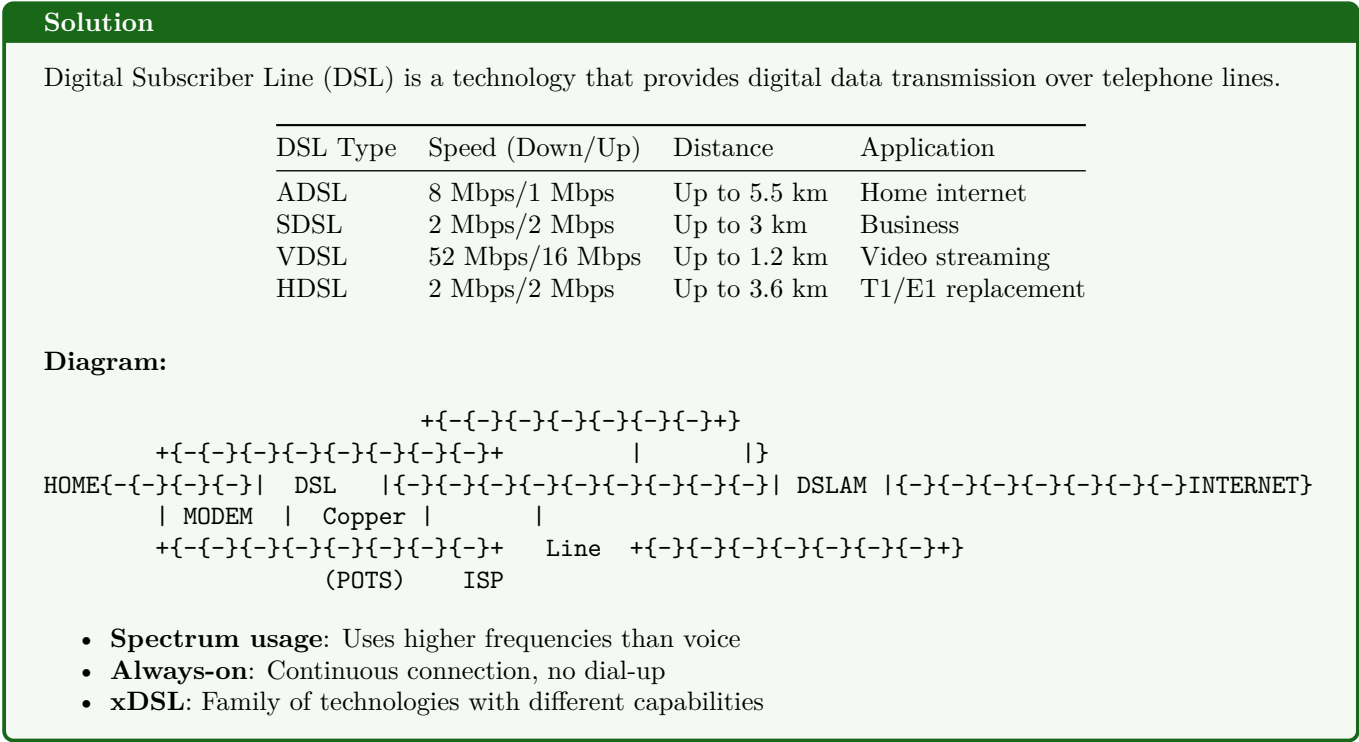 Solution
Digital Subscriber Line (DSL) is a technology that provides digital data transmission over telephone lines.
DSL Type Speed (Down/Up) Distance Application
ADSL 8 Mbps/1 Mbps Up to 5.5 km Home internet
SDSL 2 Mbps/2 Mbps Up to 3 km Business
VDSL 52 Mbps/16 Mbps Up to 1.2 km Video streaming
HDSL 2 Mbps/2 Mbps Up to 3.6 km T1/E1 replacement
Diagram:
+{-{-}{-}{-}{-}{-}{-}+}
+{-{-}{-}{-}{-}{-}{-}{-}+ | |}
HOME{-{-}{-}{-}| DSL |{-}{-}{-}{-}{-}{-}{-}{-}{-}| DSLAM |{-}{-}{-}{-}{-}{-}{-}INTERNET}
| MODEM | Copper | |
+{-{-}{-}{-}{-}{-}{-}{-}+ Line +{-}{-}{-}{-}{-}{-}{-}+}
(POTS) ISP
• Spectrum usage: Uses higher frequencies than voice
• Always-on: Continuous connection, no dial-up
• xDSL: Family of technologies with different capabilities